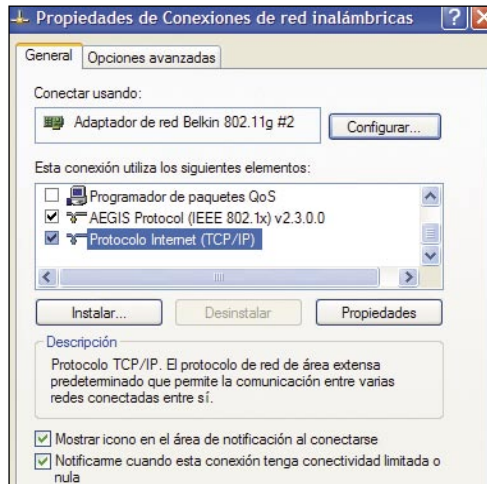 Propiedades de Conexiones de red inalámbricas
General
Opciones avanzadas
Conectar usando:
Adaptador de red Belkin 802.11g #2
Configurar...
Esta conexión utiliza los siguientes elementos:
Programador de paquetes QoS
AEGIS Protocol (IEEE 802.1x) v2.3.0.0
Protocolo Internet (TCP/IP)
Instalar...
Desinstalar
Propiedades
Descripción
Protocolo TCP/IP. El protocolo de red de área extensa
predeterminado que permite la comunicación entre varias
redes conectadas entre sí.
Mostrar icono en el área de notificación al conectarse
Notificarme cuando esta conexión tenga conectividad limitada o
nula